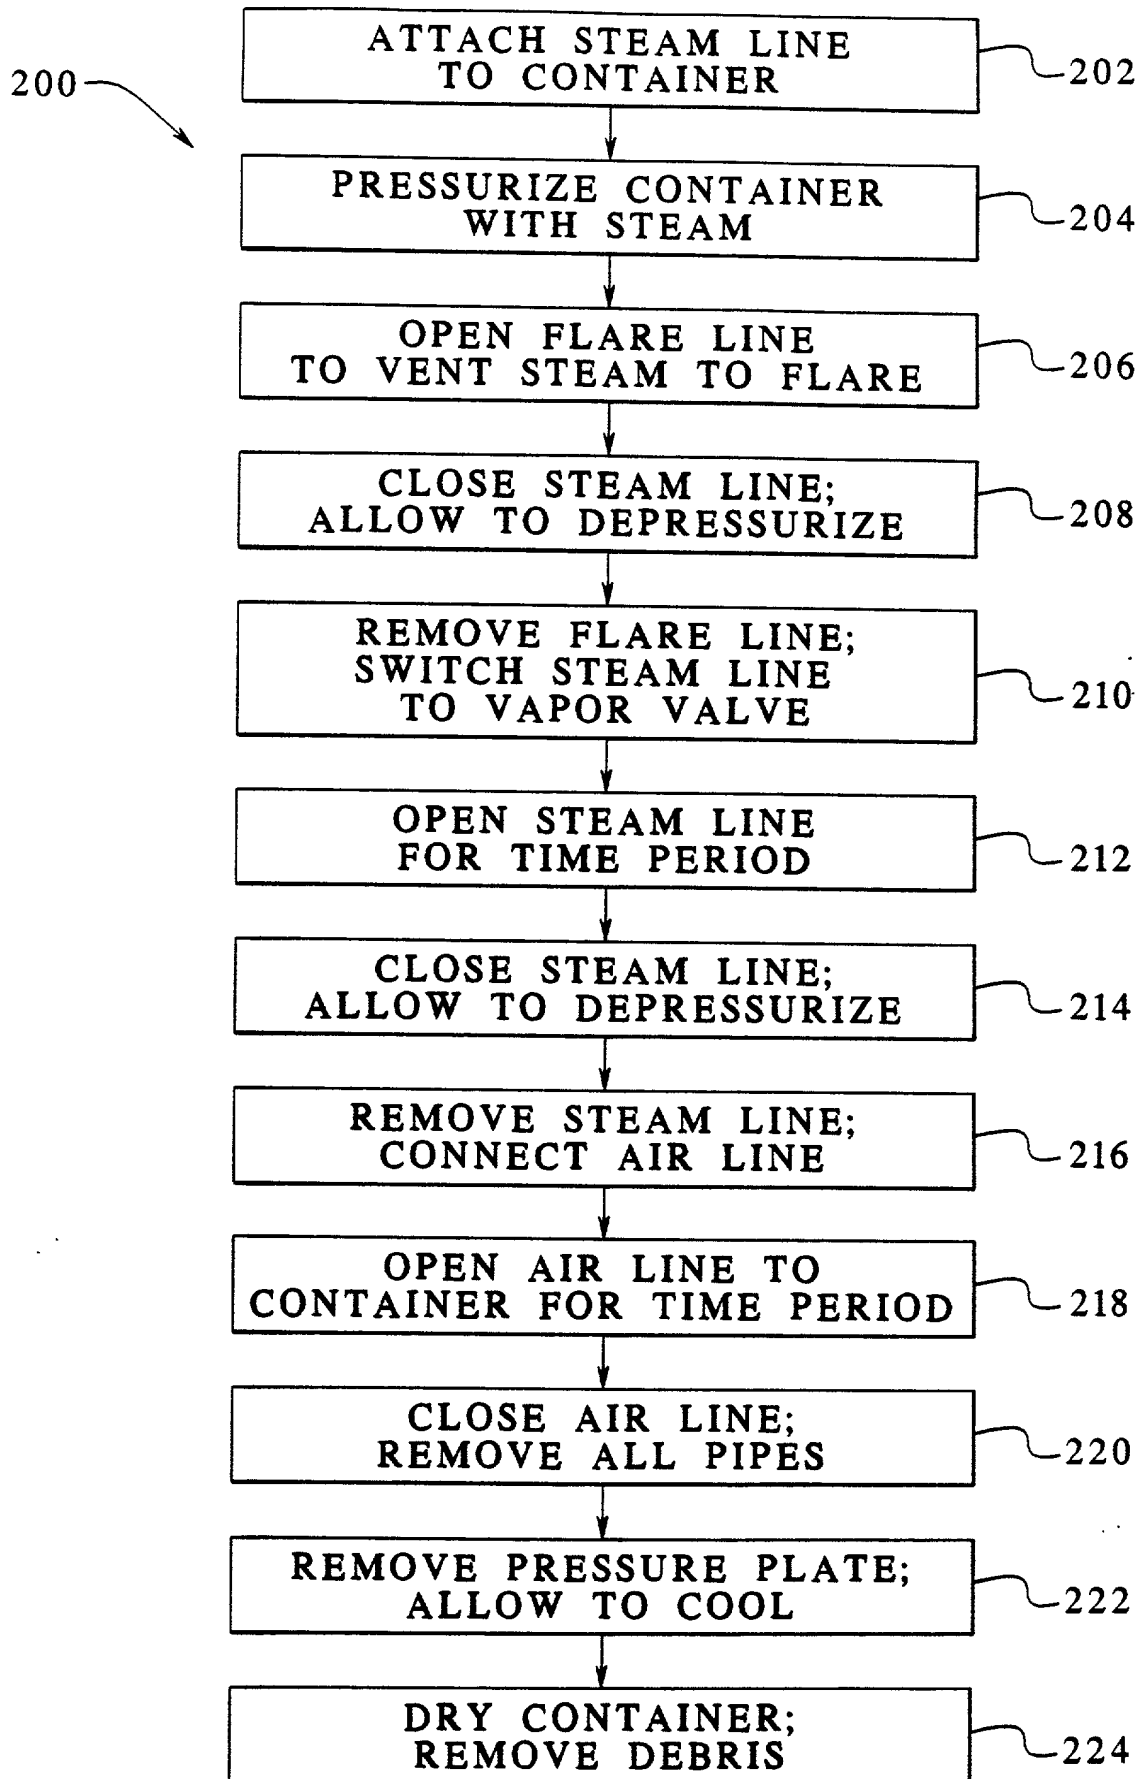 200
ATTACH STEAM LINE
TO CONTAINER
202
PRESSURIZE CONTAINER
WITH STEAM
204
OPEN FLARE LINE
TO VENT STEAM TO FLARE
206
CLOSE STEAM LINE;
ALLOW TO DEPRESSURIZE
208
REMOVE FLARE LINE;
SWITCH STEAM LINE
TO VAPOR VALVE
210
OPEN STEAM LINE
FOR TIME PERIOD
212
CLOSE STEAM LINE;
ALLOW TO DEPRESSURIZE
214
REMOVE STEAM LINE;
CONNECT AIR LINE
216
OPEN AIR LINE TO
CONTAINER FOR TIME PERIOD
218
CLOSE AIR LINE;
REMOVE ALL PIPES
220
REMOVE PRESSURE PLATE;
ALLOW TO COOL
222
DRY CONTAINER;
REMOVE DEBRIS
224